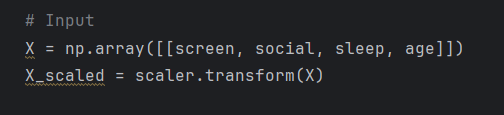 # Input
X = np.array([[screen, social, sleep, age]])
X_scaled = scaler.transform(X)